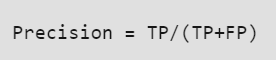 Precision = TP/(TP+FP)